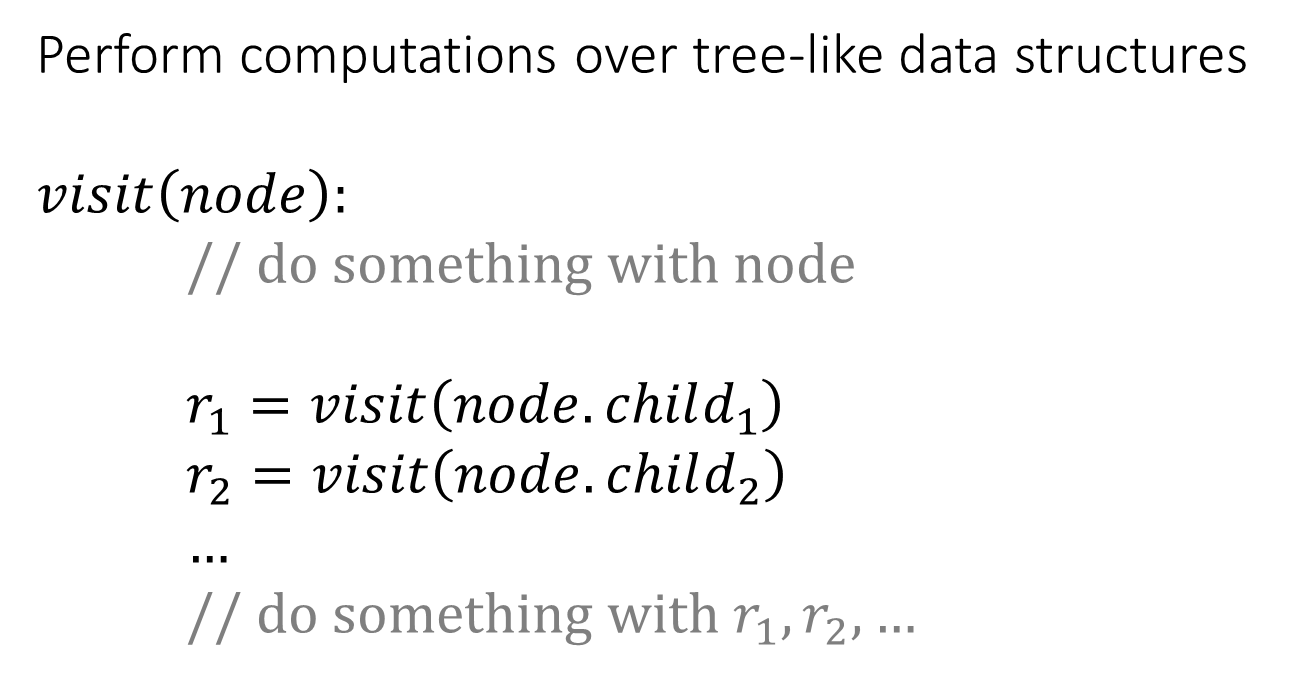 Perform computations over tree-like data structures
visit(node):
// do something with node
r₁ = visit(node.child₁)
r₂ = visit(node.child₂)
...
// do something with r₁, r₂, ...